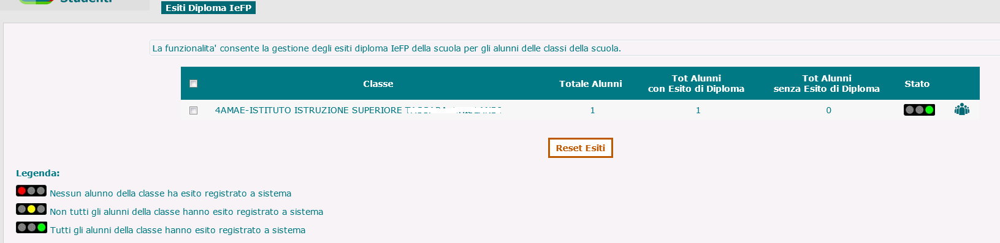 Studenti
Esiti Diploma IeFP
La funzionalita' consente la gestione degli esiti diploma IeFP della scuola per gli alunni delle classi della scuola.
Classe
Totale Alunni
Tot Alunni
con Esito di Diploma
Tot Alunni
senza Esito di Diploma
Stato
4AMAE-ISTITUTO ISTRUZIONE SUPERIORE
1
1
0
Reset Esiti
Legenda:
Nessun alunno della classe ha esito registrato a sistema
Non tutti gli alunni della classe hanno esito registrato a sistema
Tutti gli alunni della classe hanno esito registrato a sistema